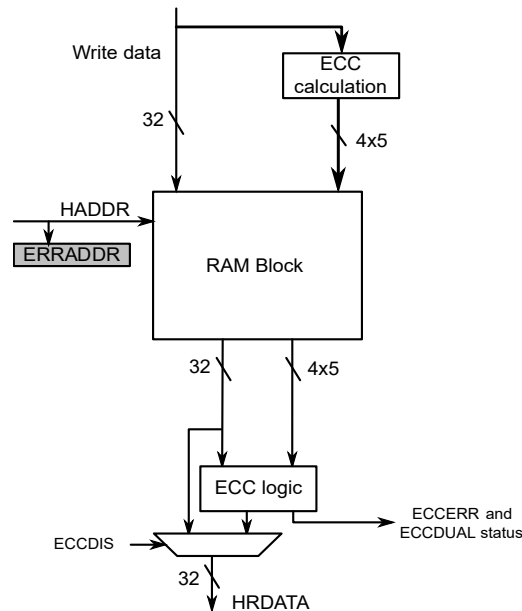 Write data
ECC
calculation
32
4x5
HADDR
ERRADDR
RAM Block
32
4x5
ECC logic
ECCERR and
ECCDUAL status
ECCDIS
32
HRDATA